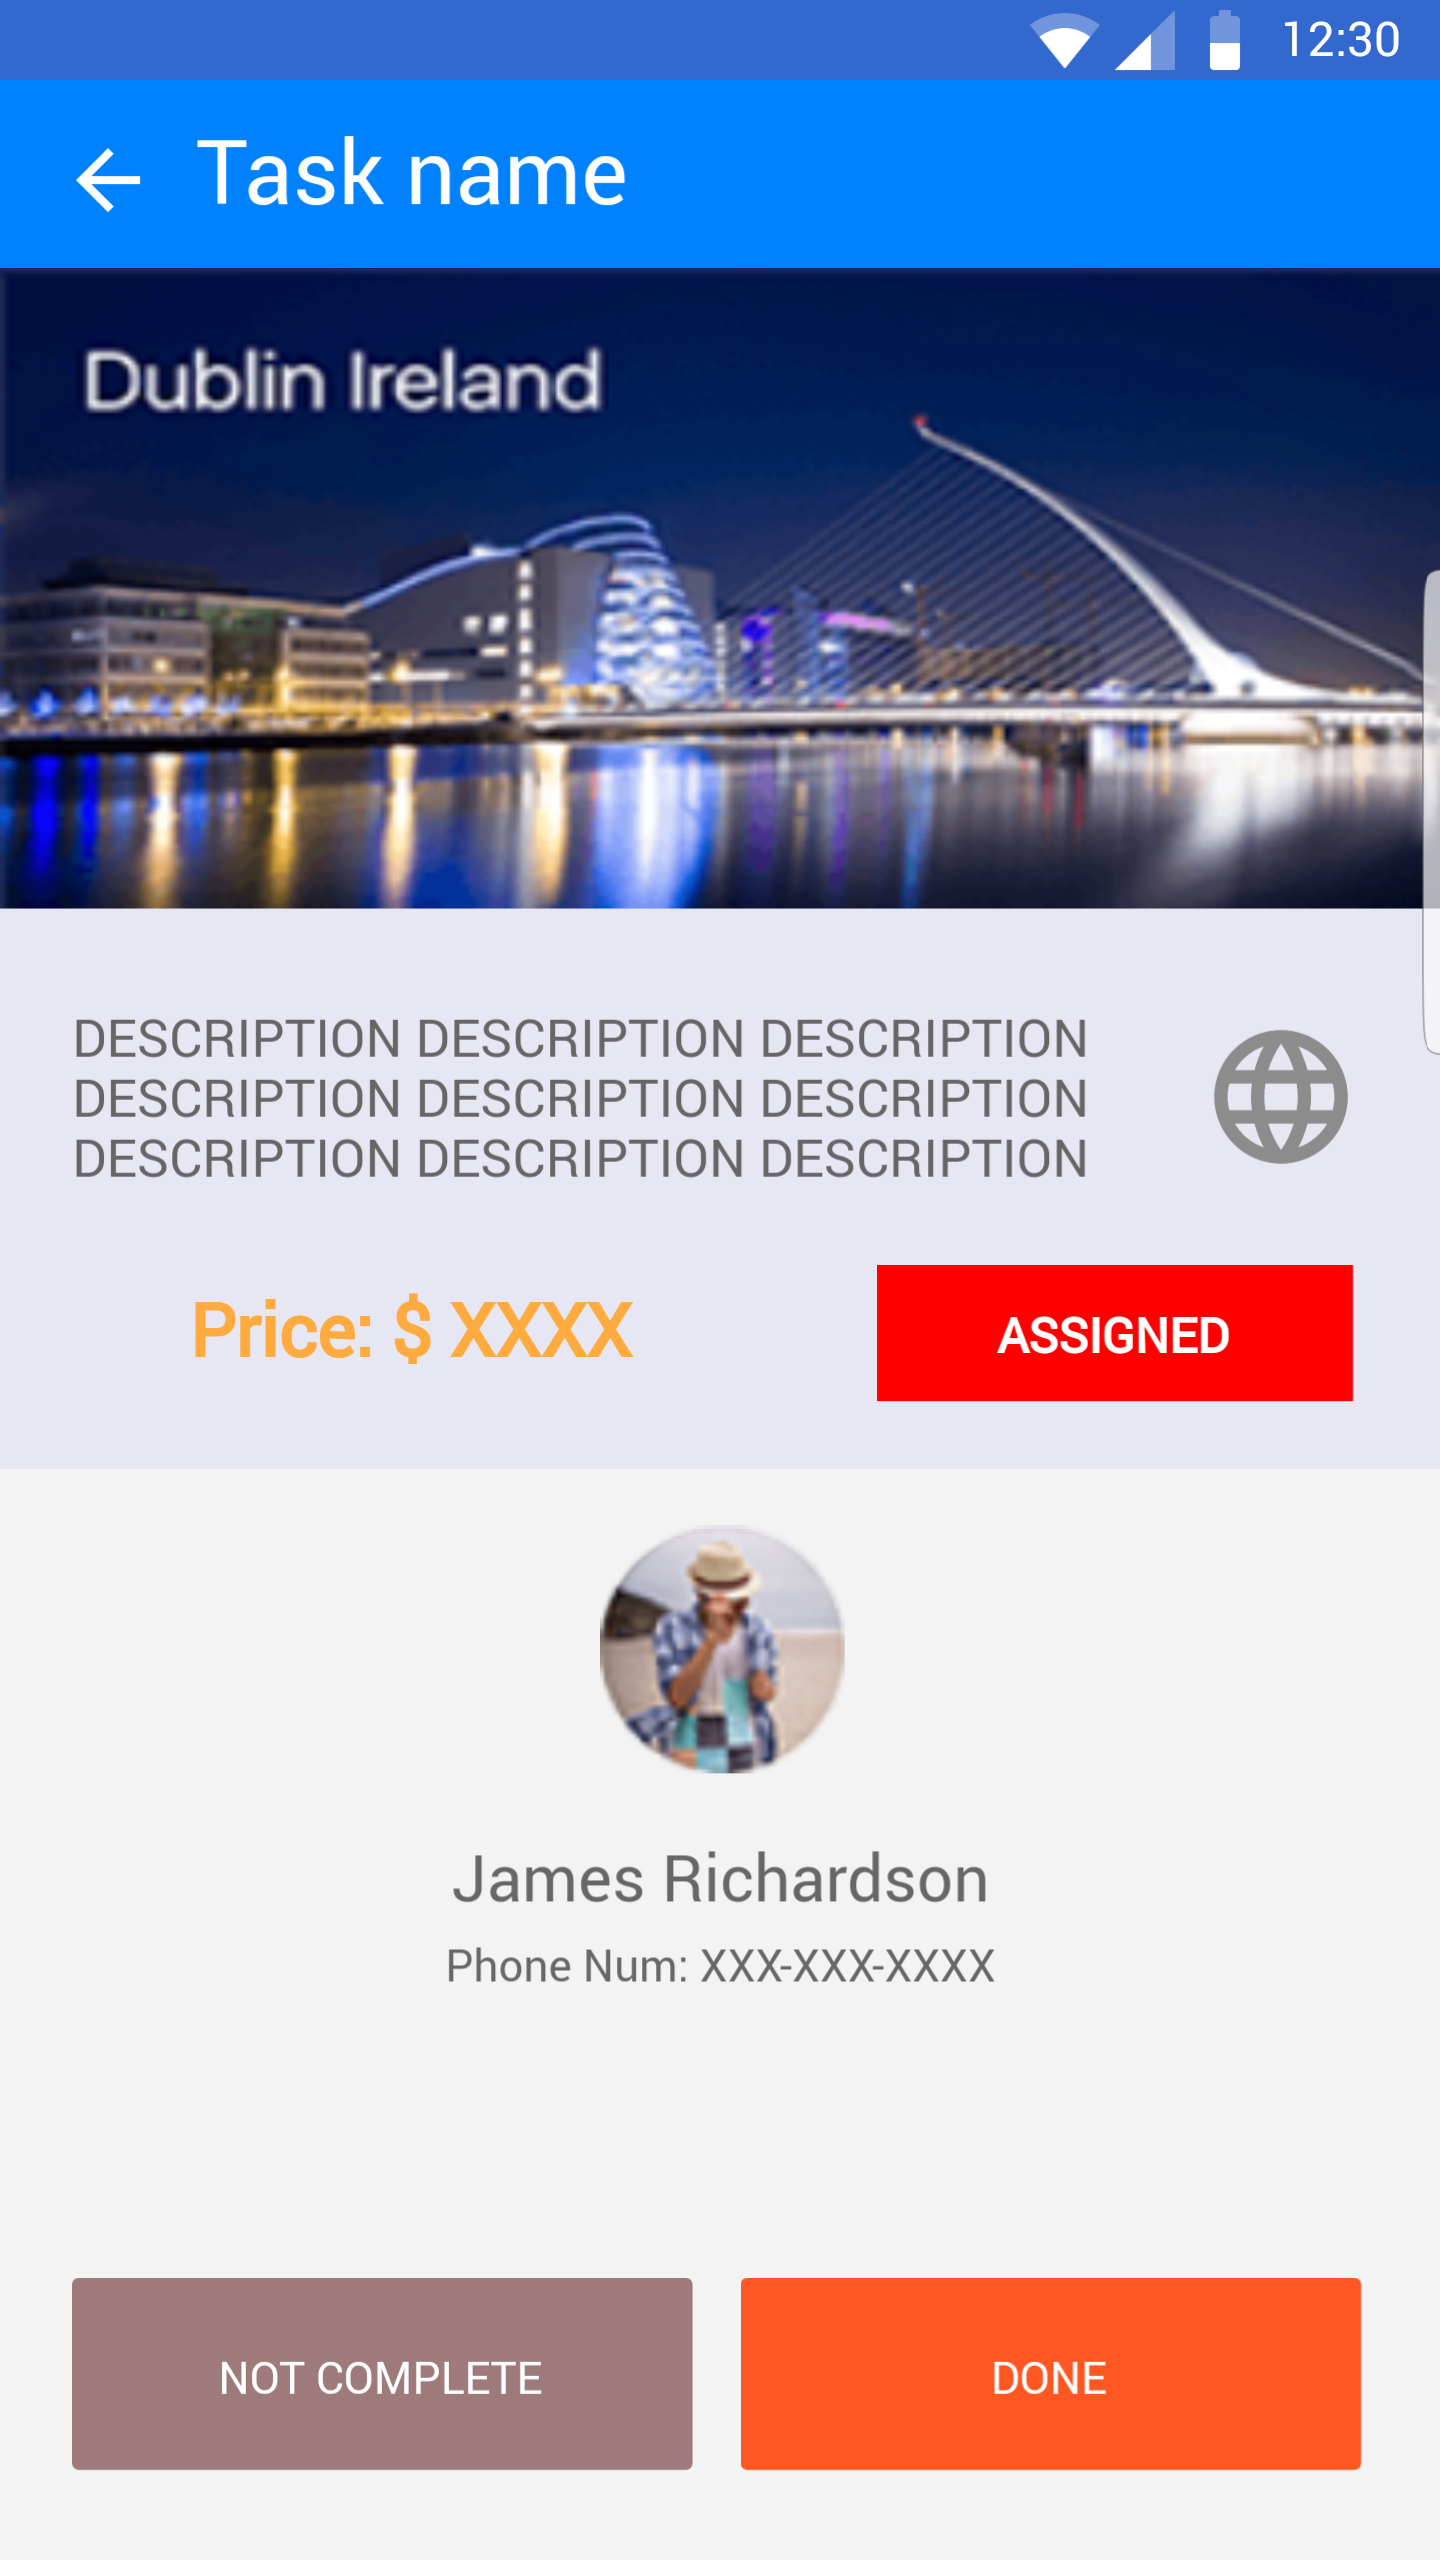 12:30
Task name
Dublin Ireland
DESCRIPTION DESCRIPTION DESCRIPTION
DESCRIPTION DESCRIPTION DESCRIPTION
DESCRIPTION DESCRIPTION DESCRIPTION
Price: $ XXXX
ASSIGNED
James Richardson
Phone Num: XXX-XXX-XXXX
NOT COMPLETE
DONE